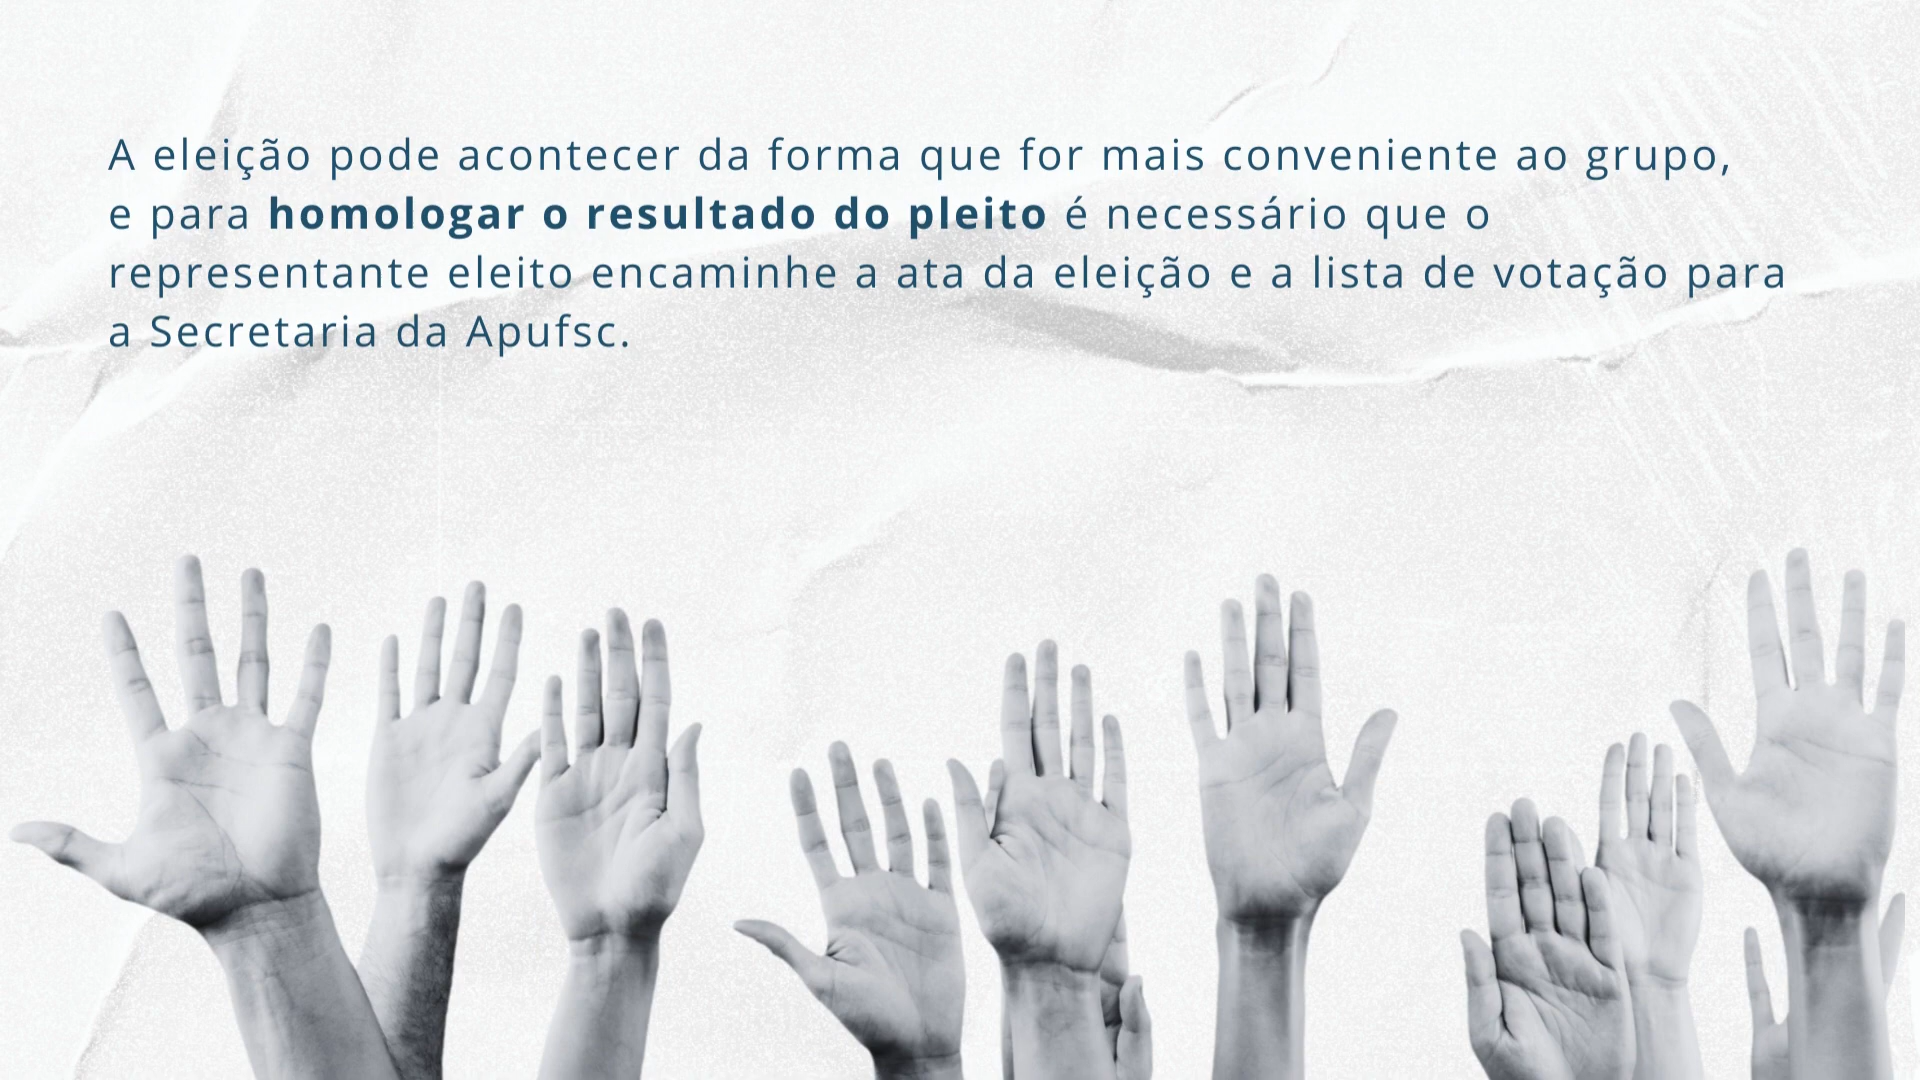 A eleição pode acontecer da forma que for mais conveniente ao grupo,
e para homologar o resultado do pleito é necessário que o
representante eleito encaminhe a ata da eleição e a lista de votação para
a Secretaria da Apufsc.